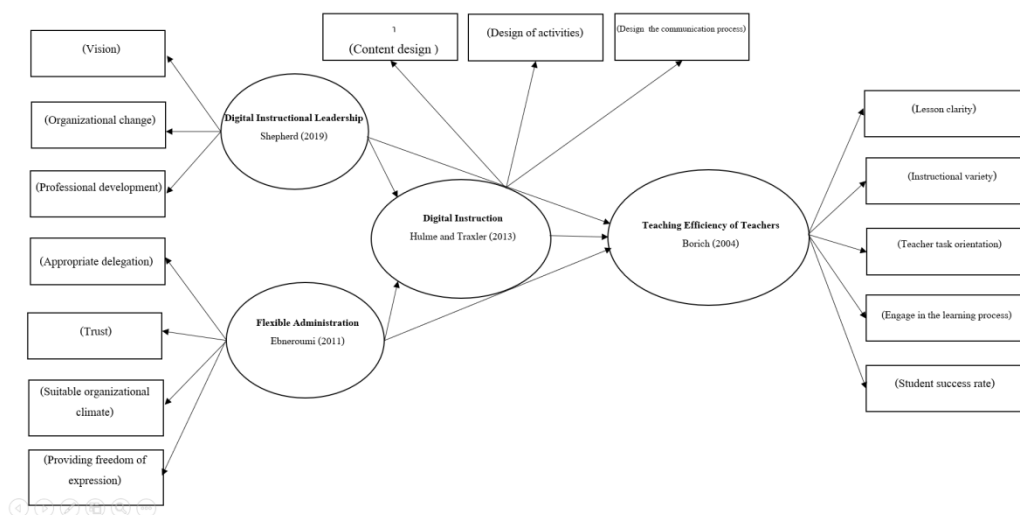 (Vision)
(Organizational change)
(Professional development)
(Appropriate delegation)
(Trust)
(Suitable organizational
climate)
(Providing freedom of
expression)
Digital Instructional Leadership
Shepherd (2019)
Flexible Administration
Ebneroumi (2011)
(Content design )
(Design of activities)
(Design the communication process)
Digital Instruction
Hulme and Traxler (2013)
Teaching Efficiency of Teachers
Borich (2004)
(Lesson clarity)
(Instructional variety)
(Teacher task orientation)
(Engage in the learning process)
(Student success rate)